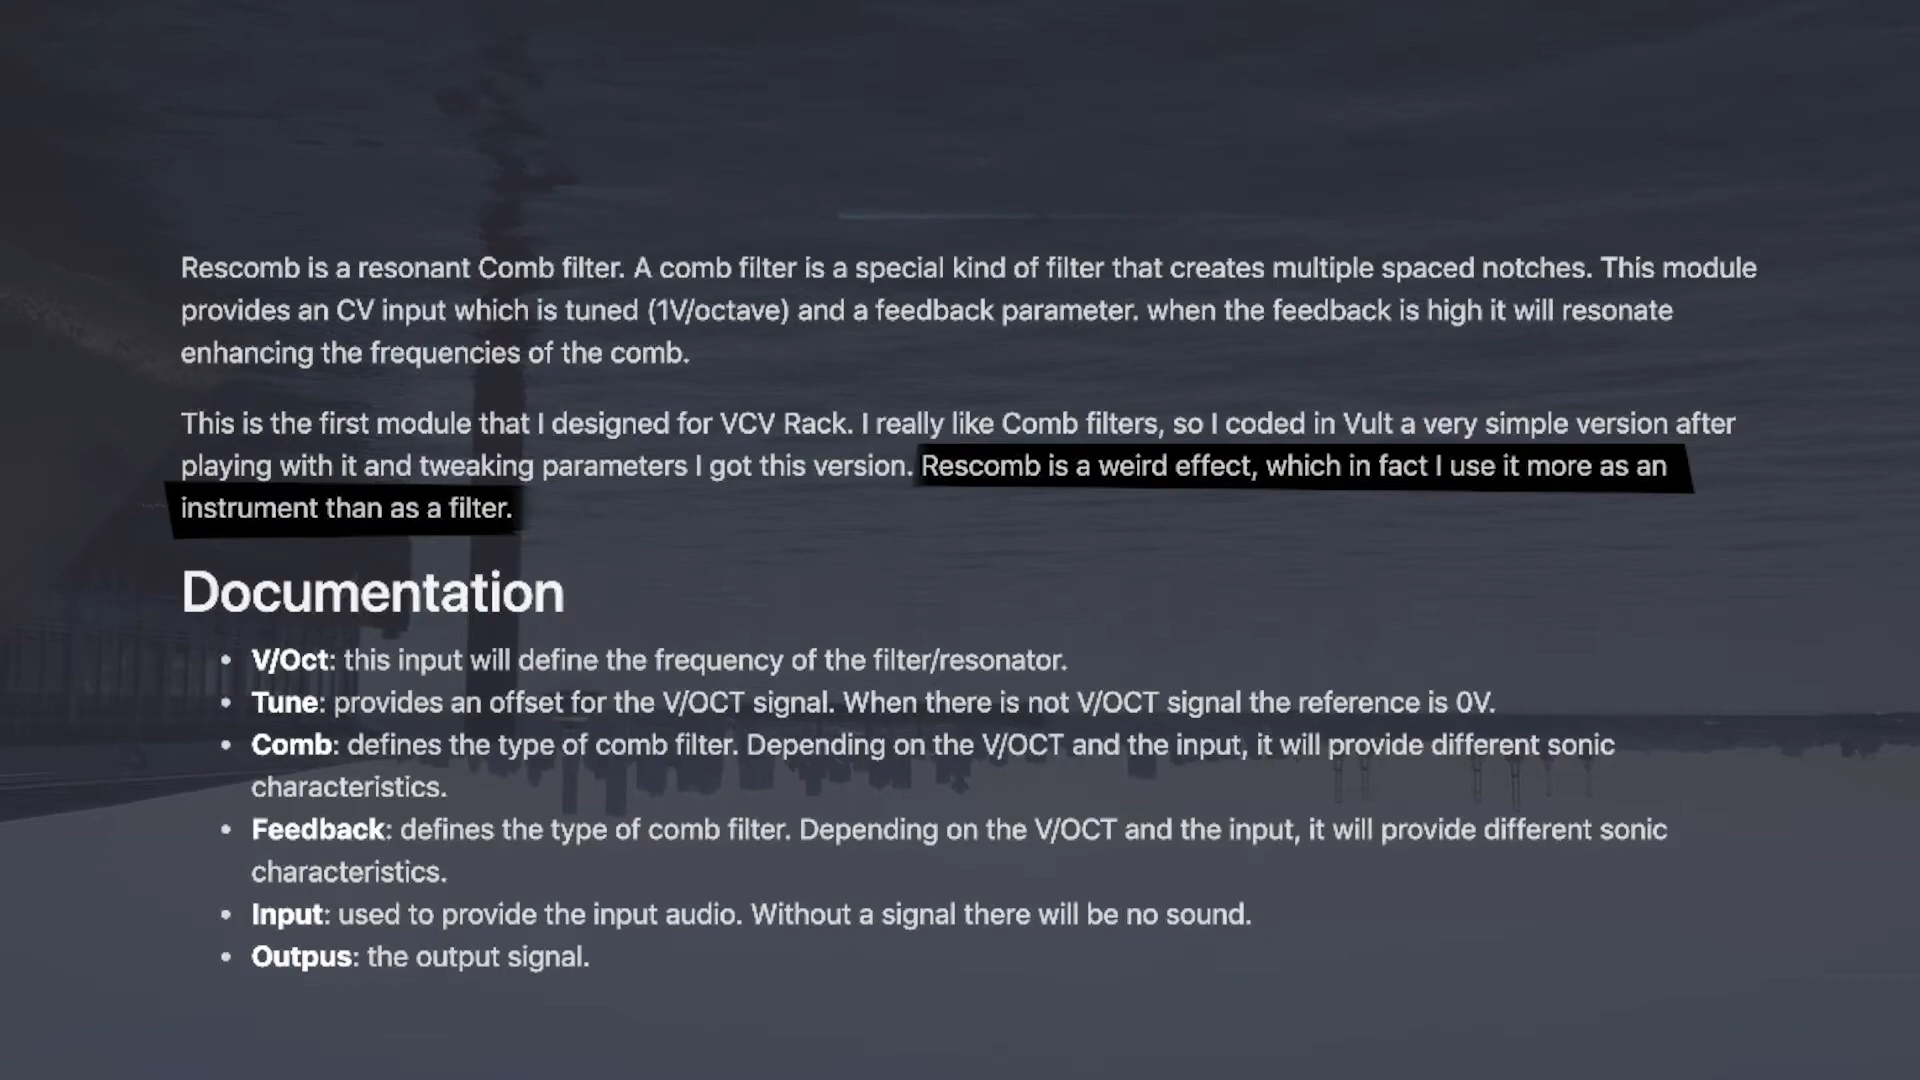 Rescomb is a resonant Comb filter. A comb filter is a special kind of filter that creates multiple spaced notches. This module
provides an CV input which is tuned (1V/octave) and a feedback parameter. when the feedback is high it will resonate
enhancing the frequencies of the comb.
This is the first module that I designed for VCV Rack. I really like Comb filters, so I coded in Vult a very simple version after
playing with it and tweaking parameters I got this version. Rescomb is a weird effect, which in fact I use it more as an
instrument than as a filter.
Documentation
• V/Oct: this input will define the frequency of the filter/resonator.
• Tune: provides an offset for the V/OCT signal. When there is not V/OCT signal the reference is 0V.
• Comb: defines the type of comb filter. Depending on the V/OCT and the input, it will provide different sonic
characteristics.
• Feedback: defines the type of comb filter. Depending on the V/OCT and the input, it will provide different sonic
characteristics.
• Input: used to provide the input audio. Without a signal there will be no sound.
• Outpus: the output signal.